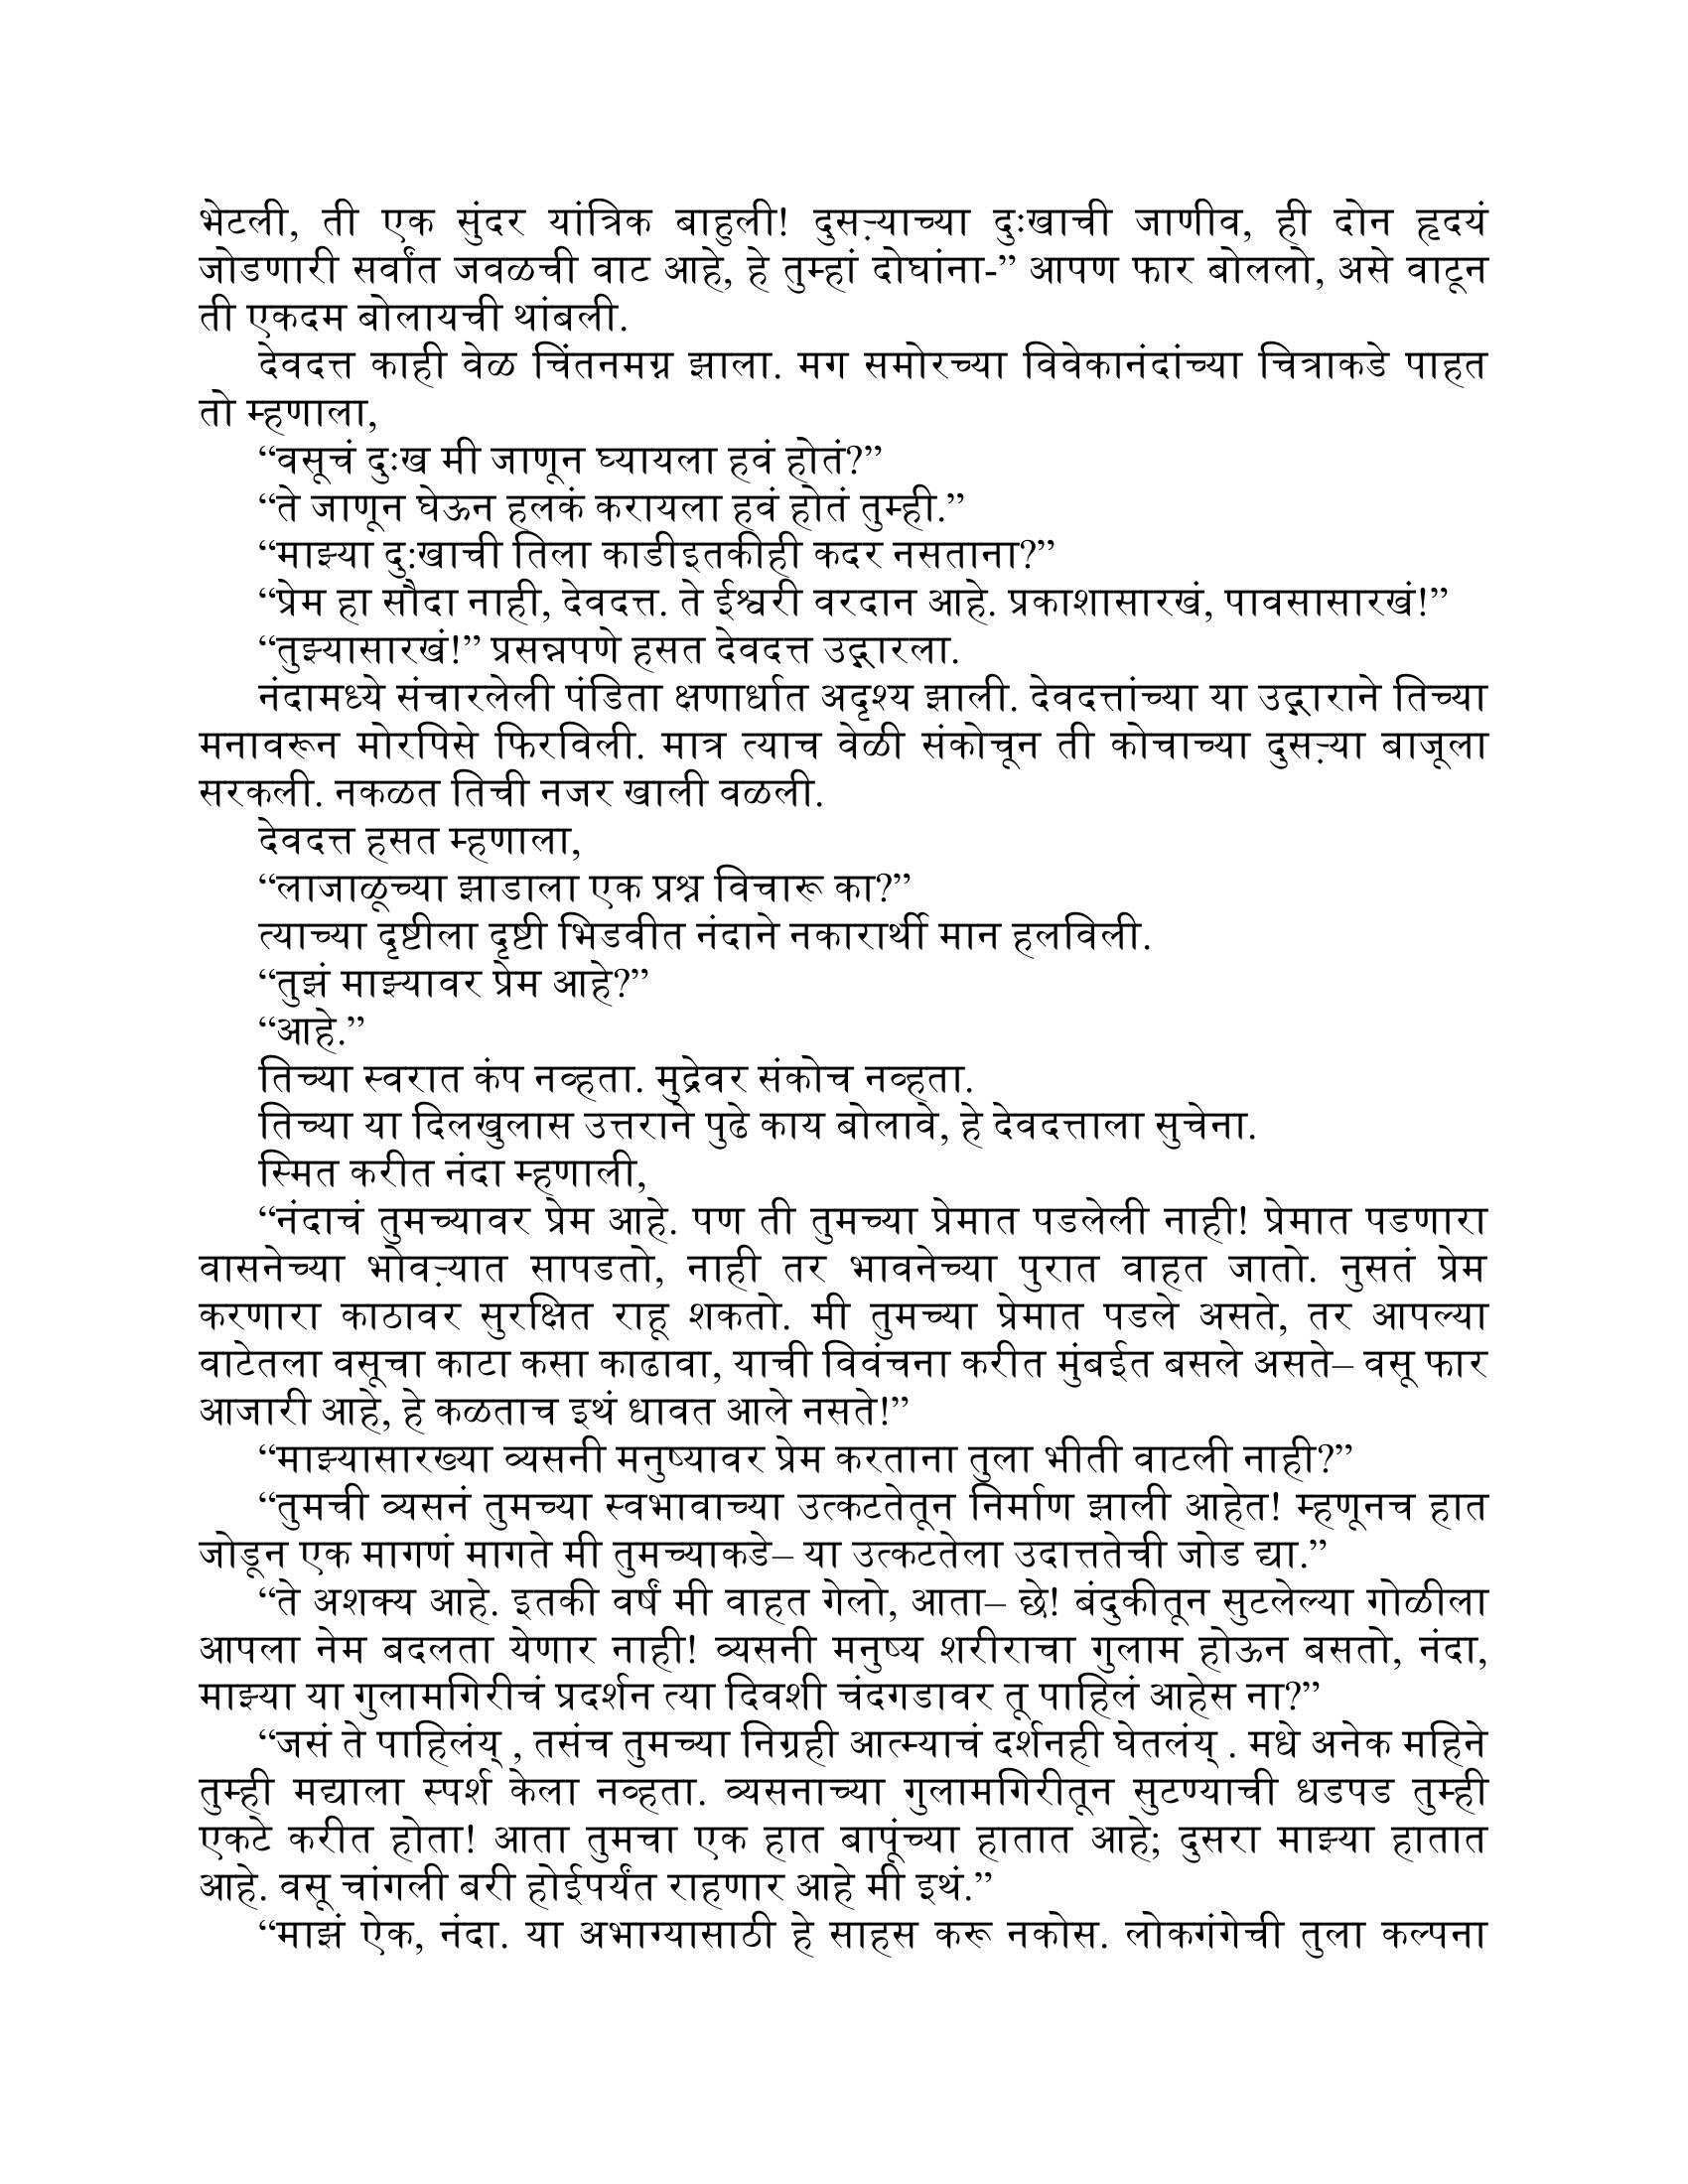 भेटली, ती एक सुंदर यांत्रिक बाहुली! दुसऱ्याच्या दुःखाची जाणीव, ही दोन हृदयं
जोडणारी सर्वांत जवळची वाट आहे, हे तुम्हां दोघांना-” आपण फार बोललो, असे वाटून
ती एकदम बोलायची थांबली.
देवदत्त काही वेळ चिंतनमग्न झाला. मग समोरच्या विवेकानंदांच्या चित्राकडे पाहत
तो म्हणाला,
“वसूचं दुःख मी जाणून घ्यायला हवं होतं?”
“ते जाणून घेऊन हलकं करायला हवं होतं तुम्ही.”
“माझ्या दु:खाची तिला काडीइतकीही कदर नसताना?”
“प्रेम हा सौदा नाही, देवदत्त. ते ईश्वरी वरदान आहे. प्रकाशासारखं, पावसासारखं!”
“तुझ्यासारखं!” प्रसन्नपणे हसत देवदत्त उद्गारला.
नंदामध्ये संचारलेली पंडिता क्षणार्धात अदृश्य झाली. देवदत्तांच्या या उद्गाराने तिच्या
मनावरून मोरपिसे फिरविली. मात्र त्याच वेळी संकोचून ती कोचाच्या दुसऱ्या बाजूला
सरकली. नकळत तिची नजर खाली वळली.
देवदत्त हसत म्हणाला,
“लाजाळूच्या झाडाला एक प्रश्न विचारू का?”
त्याच्या दृष्टीला दृष्टी भिडवीत नंदाने नकारार्थी मान हलविली.
“तुझं माझ्यावर प्रेम आहे?”
“आहे.”
तिच्या स्वरात कंप नव्हता. मुद्रेवर संकोच नव्हता.
तिच्या या दिलखुलास उत्तराने पुढे काय बोलावे, हे देवदत्ताला सुचेना.
स्मित करीत नंदा म्हणाली,
“नंदाचं तुमच्यावर प्रेम आहे. पण ती तुमच्या प्रेमात पडलेली नाही! प्रेमात पडणारा
वासनेच्या भोवऱ्यात सापडतो, नाही तर भावनेच्या पुरात वाहत जातो. नुसतं प्रेम
करणारा काठावर सुरक्षित राहू शकतो. मी तुमच्या प्रेमात पडले असते, तर आपल्या
वाटेतला वसूचा काटा कसा काढावा, याची विवंचना करीत मुंबईत बसले असते– वसू फार
आजारी आहे, हे कळताच इथं धावत आले नसते!”
“माझ्यासारख्या व्यसनी मनुष्यावर प्रेम करताना तुला भीती वाटली नाही?”
“तुमची व्यसनं तुमच्या स्वभावाच्या उत्कटतेतून निर्माण झाली आहेत! म्हणूनच हात
जोडून एक मागणं मागते मी तुमच्याकडे– या उत्कटतेला उदात्ततेची जोड द्या.”
“ते अशक्य आहे. इतकी वर्षं मी वाहत गेलो, आता– छे! बंदुकीतून सुटलेल्या गोळीला
आपला नेम बदलता येणार नाही! व्यसनी मनुष्य शरीराचा गुलाम होऊन बसतो, नंदा,
माझ्या या गुलामगिरीचं प्रदर्शन त्या दिवशी चंदगडावर तू पाहिलं आहेस ना?”
“जसं ते पाहिलंय् , तसंच तुमच्या निग्रही आत्म्याचं दर्शनही घेतलंय् . मधे अनेक महिने
तुम्ही मद्याला स्पर्श केला नव्हता. व्यसनाच्या गुलामगिरीतून सुटण्याची धडपड तुम्ही
एकटे करीत होता! आता तुमचा एक हात बापूंच्या हातात आहे; दुसरा माझ्या हातात
आहे. वसू चांगली बरी होईपर्यंत राहणार आहे मी इथं.”
“माझं ऐक, नंदा. या अभाग्यासाठी हे साहस करू नकोस. लोकगंगेची तुला कल्पना